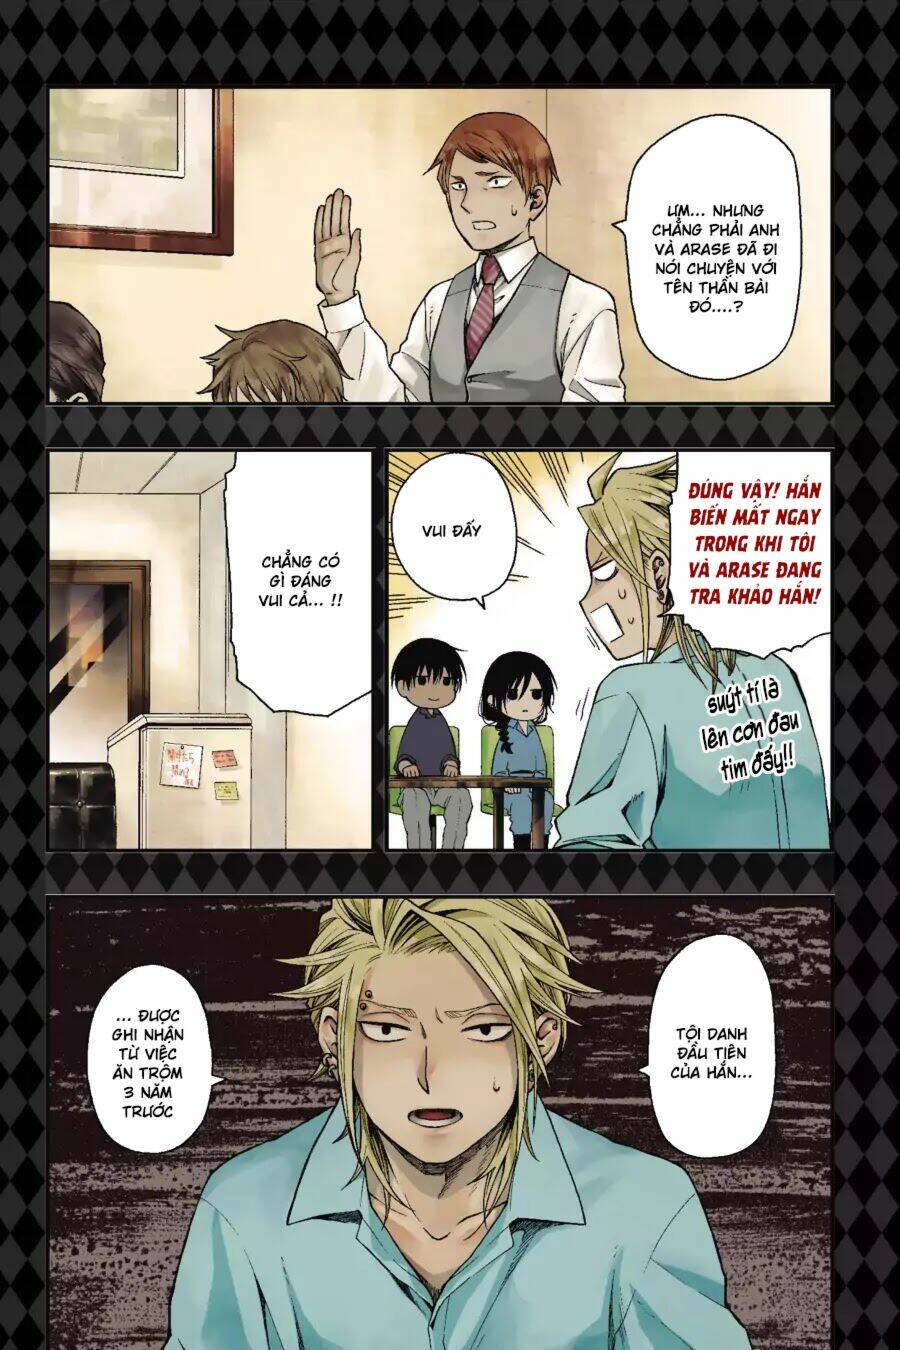 ƯM... NHƯNG
CHẲNG PHẢI ANH
VÀ ARASE ĐÃ ĐI
NÓI CHUYỆN VỚI
TÊN THẦN BÀI
ĐÓ....?
ĐÚNG VẬY! HẮN
BIẾN MẤT NGAY
TRONG KHI TÔI
VÀ ARASE ĐANG
TRA KHẢO HẮN!
suýt tí là
lên cơn đau
tim đấy!!
VUI ĐẤY
CHẲNG CÓ
GÌ ĐÁNG
VUI CẢ... !!
TỘI DANH
ĐẦU TIÊN
CỦA HẮN...
... ĐƯỢC
GHI NHẬN
TỪ VIỆC
ĂN TRỘM
3 NĂM
TRƯỚC